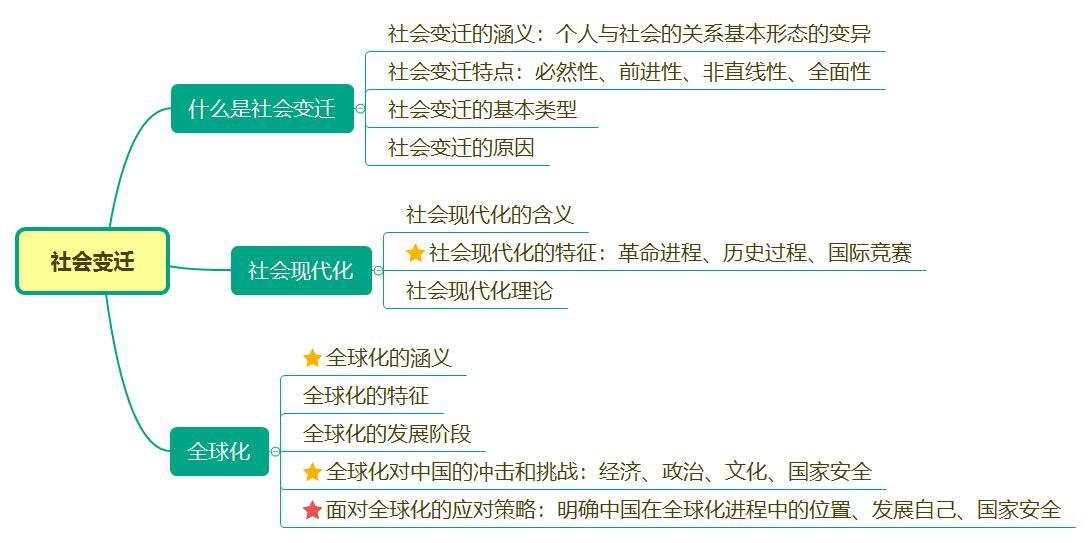 社会变迁
什么是社会变迁
社会变迁的涵义：个人与社会的关系基本形态的变异
社会变迁特点：必然性、前进性、非直线性、全面性
社会变迁的基本类型
社会变迁的原因
社会现代化
社会现代化的含义
社会现代化的特征：革命进程、历史过程、国际竞赛
社会现代化理论
全球化
全球化的涵义
全球化的特征
全球化的发展阶段
全球化对中国的冲击和挑战：经济、政治、文化、国家安全
面对全球化的应对策略：明确中国在全球化进程中的位置、发展自己、国家安全